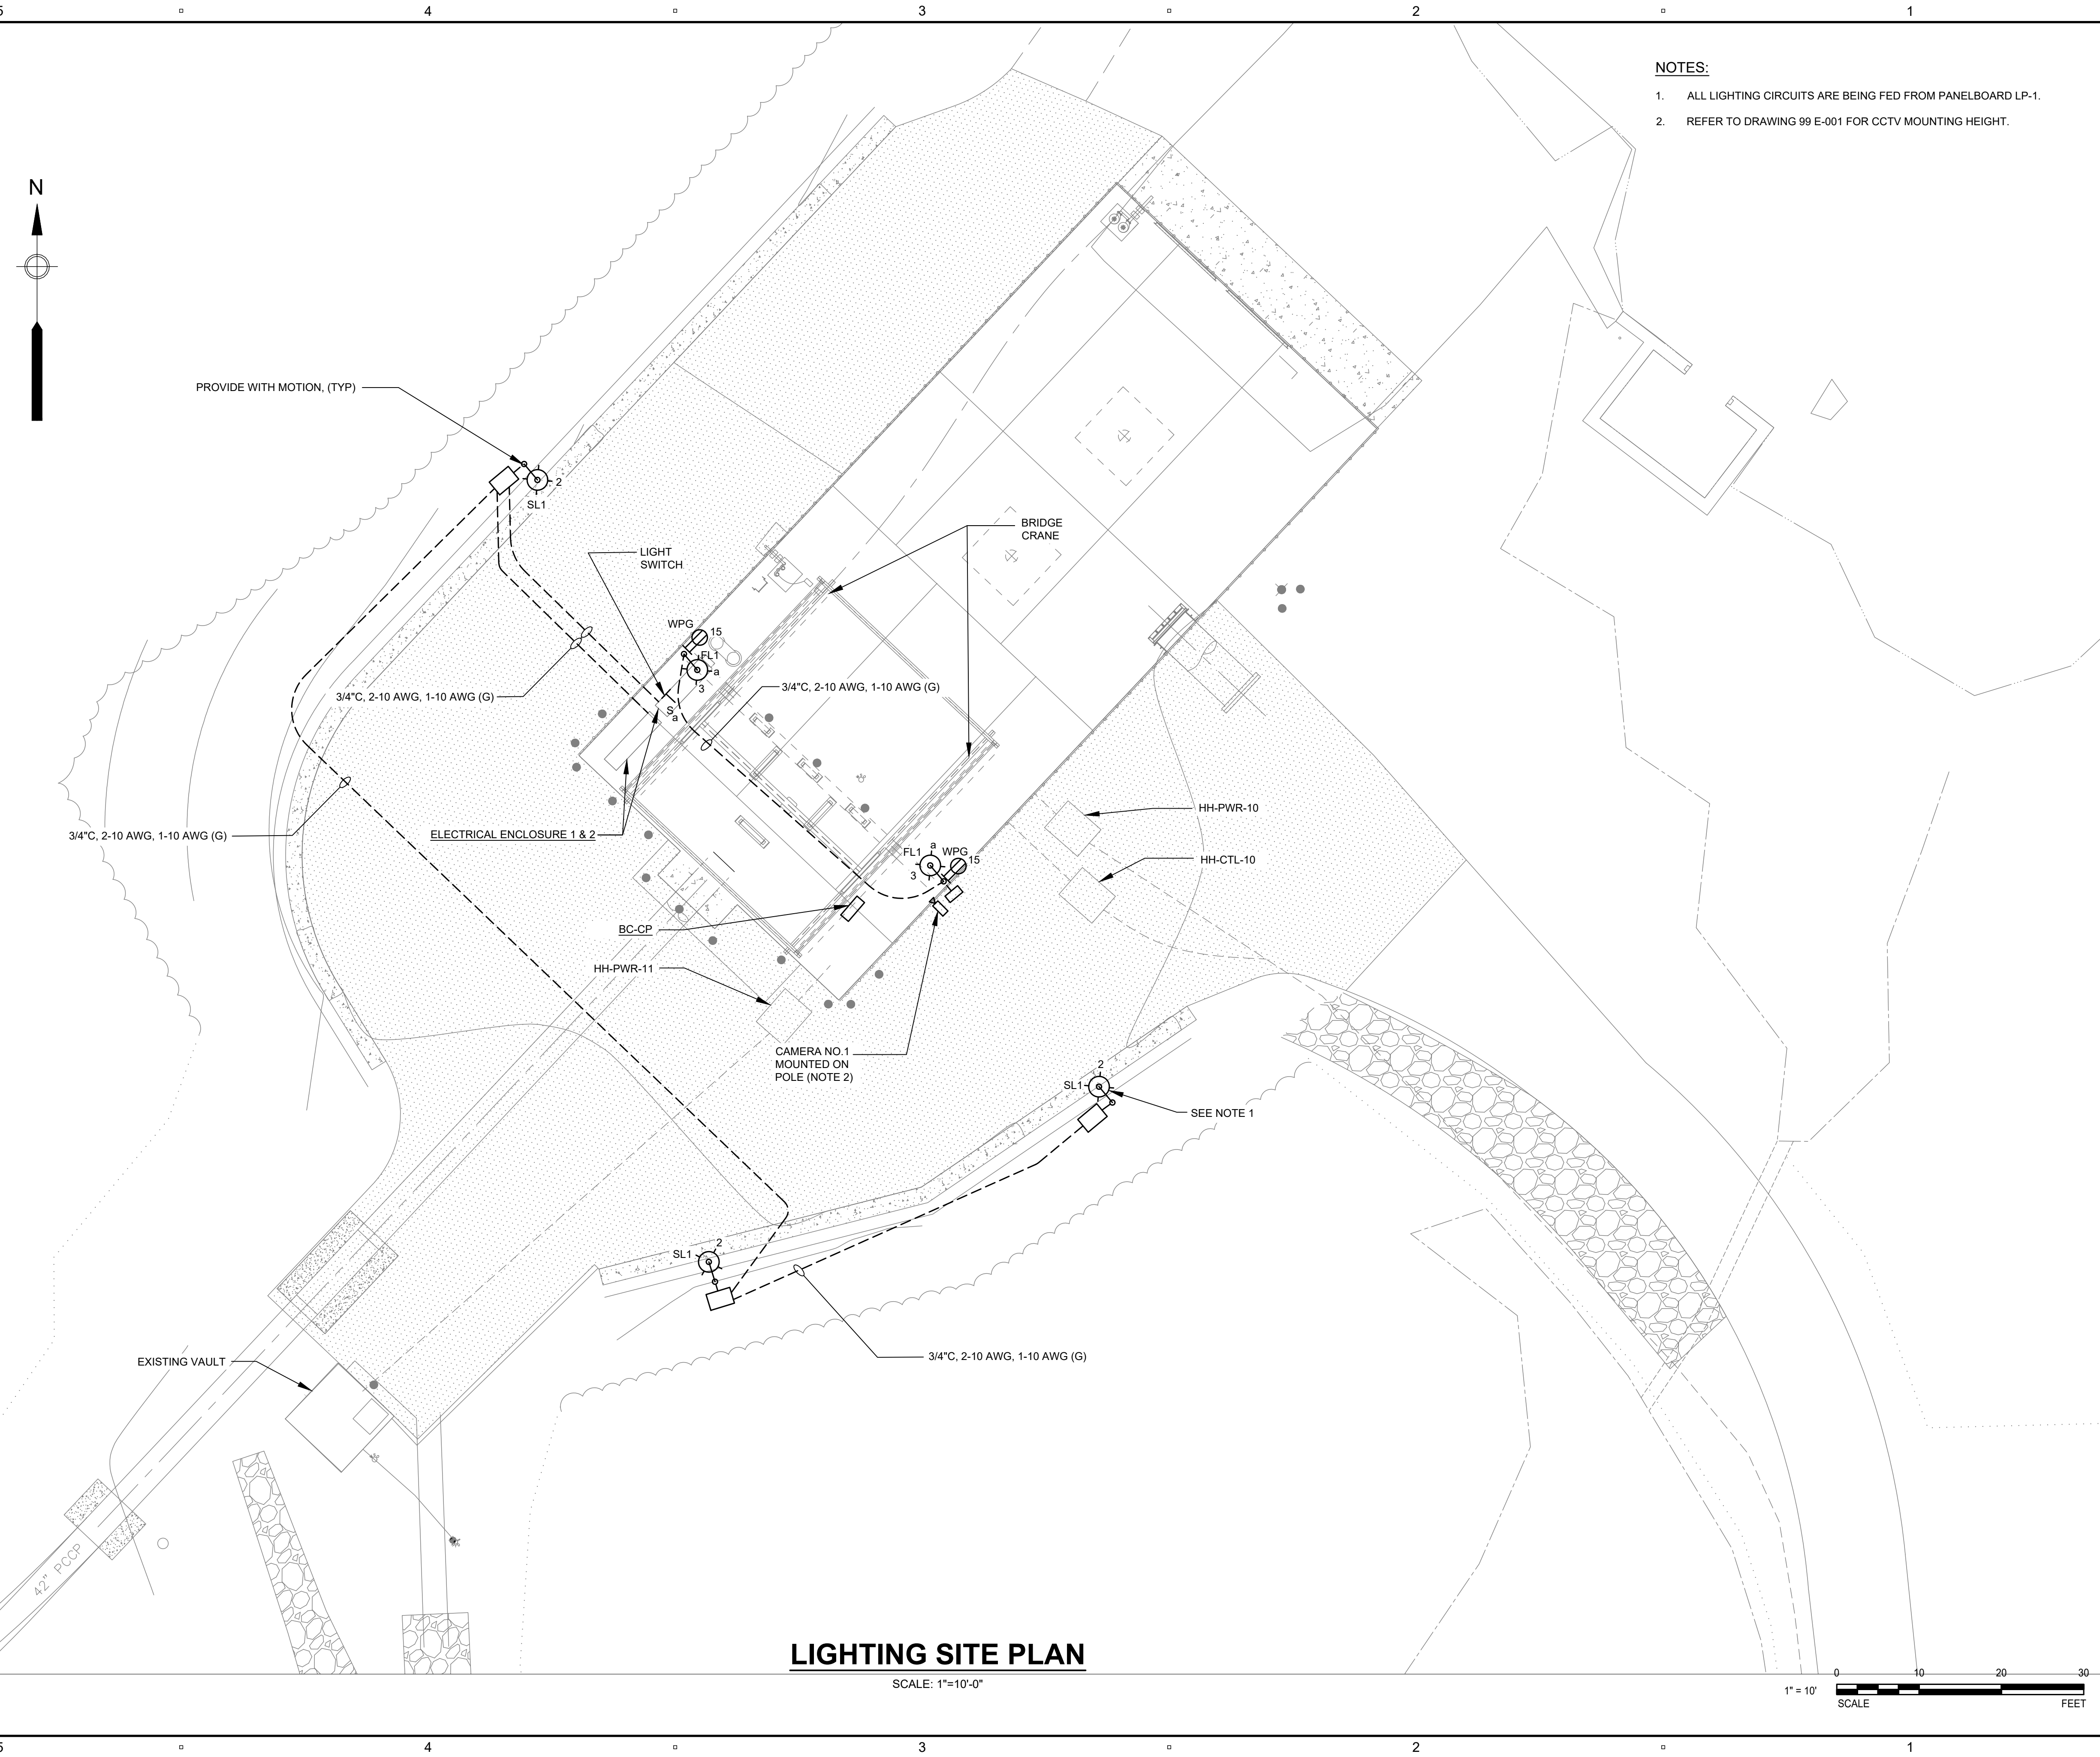 5
4
3
2
1
NOTES:
1. ALL LIGHTING CIRCUITS ARE BEING FED FROM PANELBOARD LP-1.
2. REFER TO DRAWING 99 E-001 FOR CCTV MOUNTING HEIGHT.
N
PROVIDE WITH MOTION, (TYP)
2
SL1
BRIDGE
CRANE
LIGHT
SWITCH
WPG
15
FL1
a
3
S
a
3/4"C, 2-10 AWG, 1-10 AWG (G)
3/4"C, 2-10 AWG, 1-10 AWG (G)
3/4"C, 2-10 AWG, 1-10 AWG (G)
ELECTRICAL ENCLOSURE 1 & 2
HH-PWR-10
HH-CTL-10
a
FL1
WPG
15
3
BC-CP
HH-PWR-11
CAMERA NO.1
MOUNTED ON
POLE (NOTE 2)
2
SL1
SEE NOTE 1
2
SL1
3/4"C, 2-10 AWG, 1-10 AWG (G)
EXISTING VAULT
42" PCCP
LIGHTING SITE PLAN
SCALE: 1"=10'-0"
0
10
20
30
1" = 10'
SCALE
FEET
5
4
3
2
1